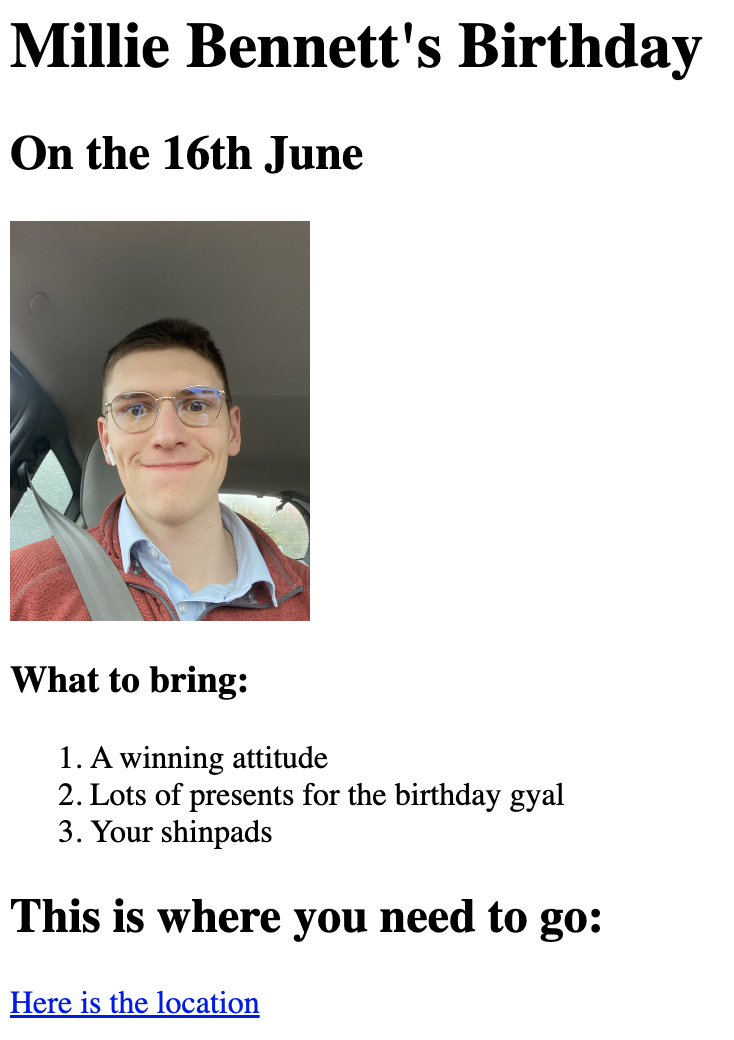 Millie Bennett's Birthday
On the 16th June
What to bring:
1. A winning attitude
2. Lots of presents for the birthday gyal
3. Your shinpads
This is where you need to go:
Here is the location